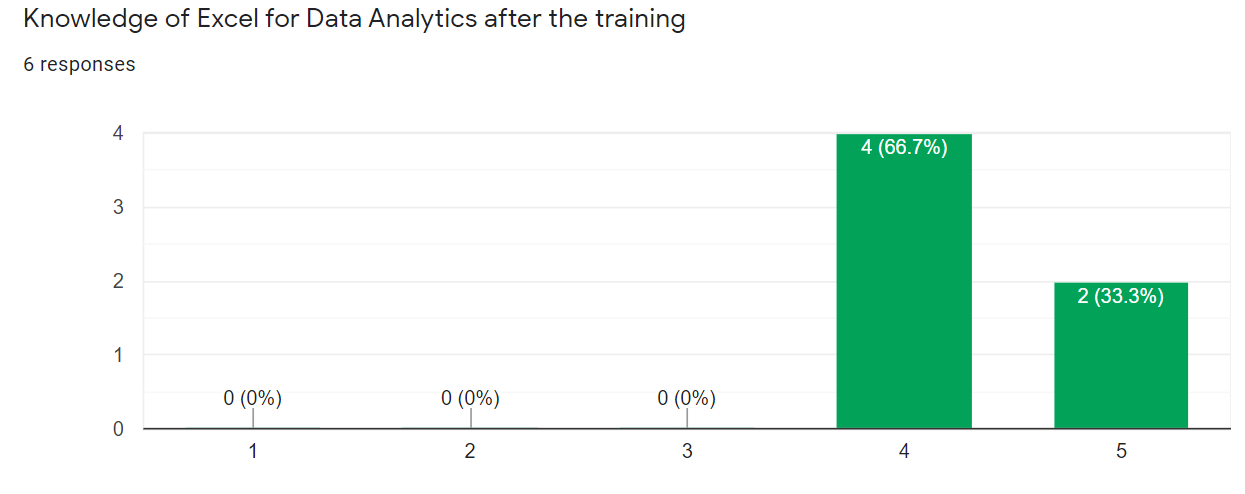 Knowledge of Excel for Data Analytics after the training
6 responses
4
4 (66.7%)
3
2
2 (33.3%)
1
0 (0%) 0 (0%) 0 (0%)
0
1 2 3 4 5